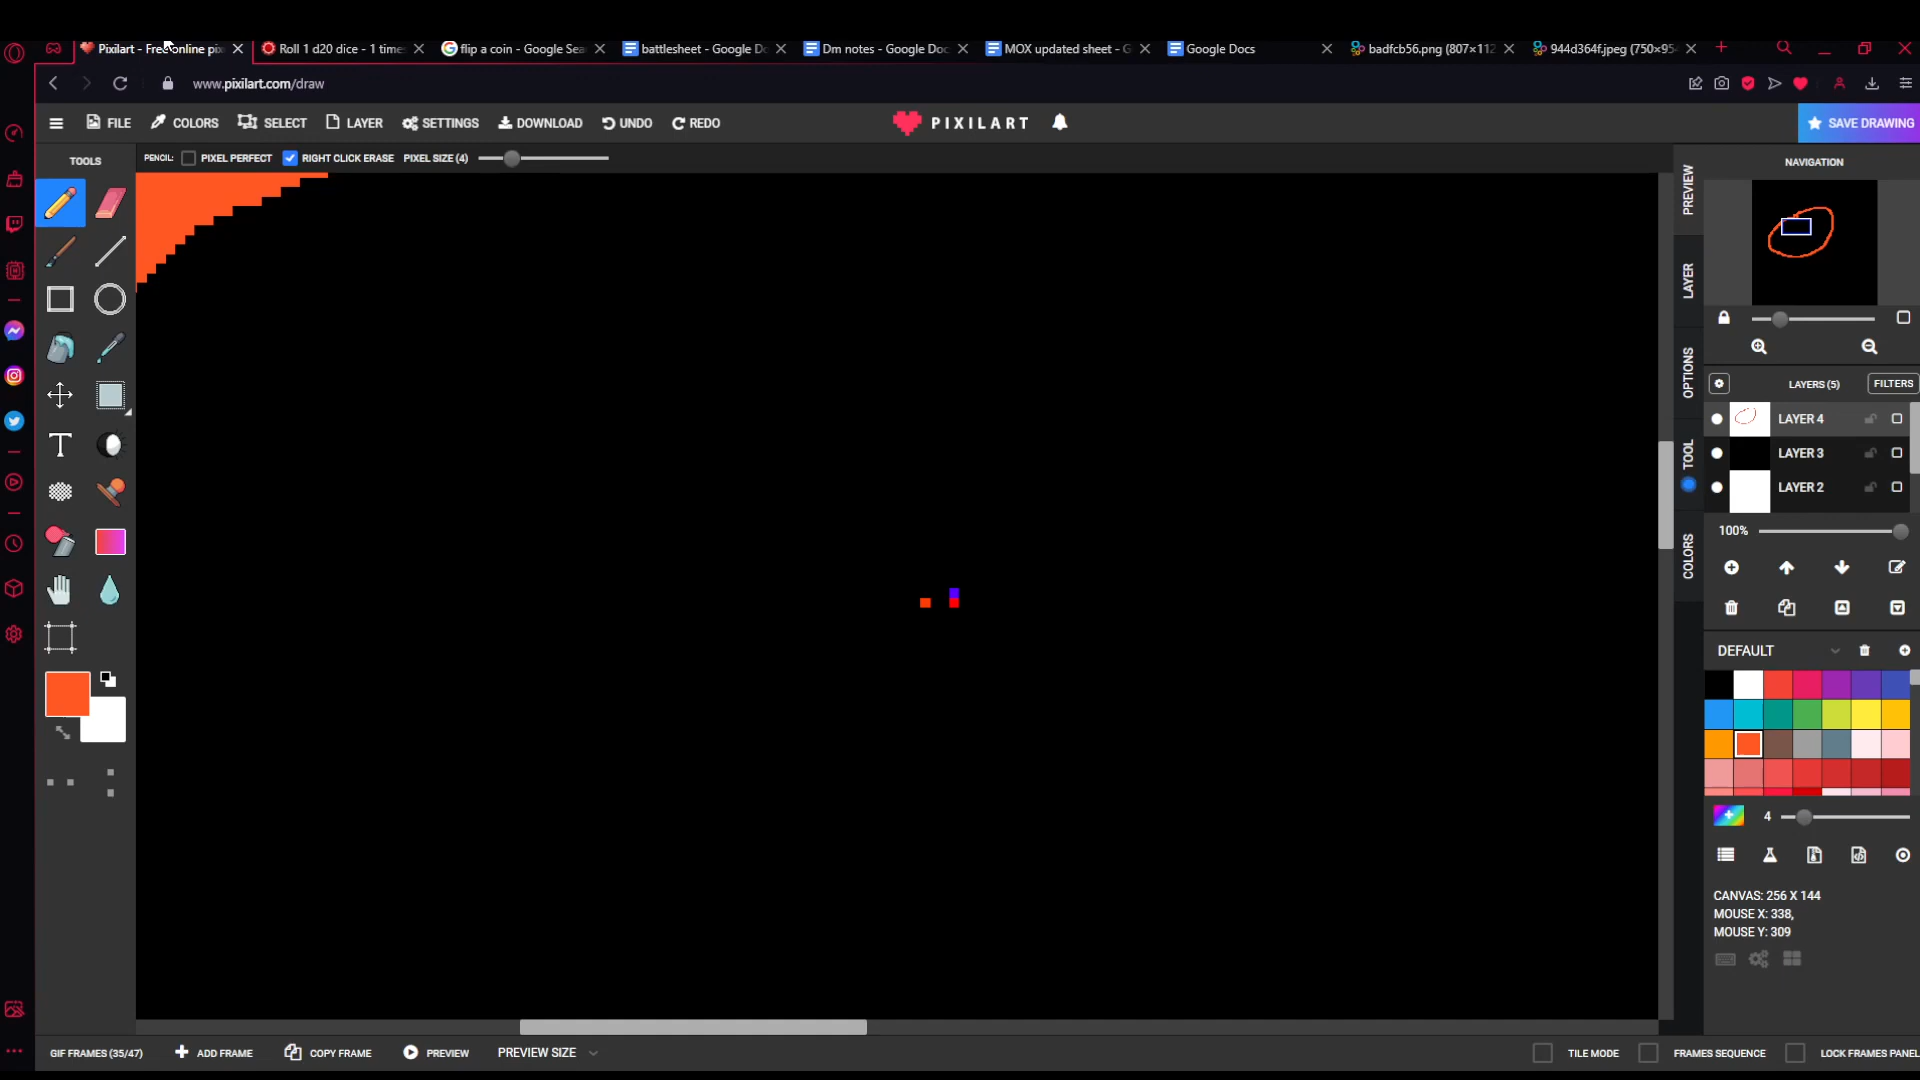 Pixilart - Free online pix
Roll 1 d20 dice - 1 time
flip a coin - Google Sea
battlesheet - Google Do
Dm notes - Google Doc
MOX updated sheet - G
Google Docs
badfcb56.png (807×112
944d364f.jpeg (750×95
www.pixilart.com/draw
FILE
COLORS
SELECT
LAYER
SETTINGS
DOWNLOAD
UNDO
REDO
PIXILART
SAVE DRAWING
TOOLS
PENCIL:
PIXEL PERFECT
RIGHT CLICK ERASE
PIXEL SIZE (4)
NAVIGATION
PREVIEW
LAYER
OPTIONS
TOOL
COLORS
LAYERS (5)
FILTERS
LAYER 4
LAYER 3
LAYER 2
100%
DEFAULT
4
CANVAS: 256 X 144
MOUSE X: 338,
MOUSE Y: 309
GIF FRAMES (35/47)
ADD FRAME
COPY FRAME
PREVIEW
PREVIEW SIZE
TILE MODE
FRAMES SEQUENCE
LOCK FRAMES PANEL